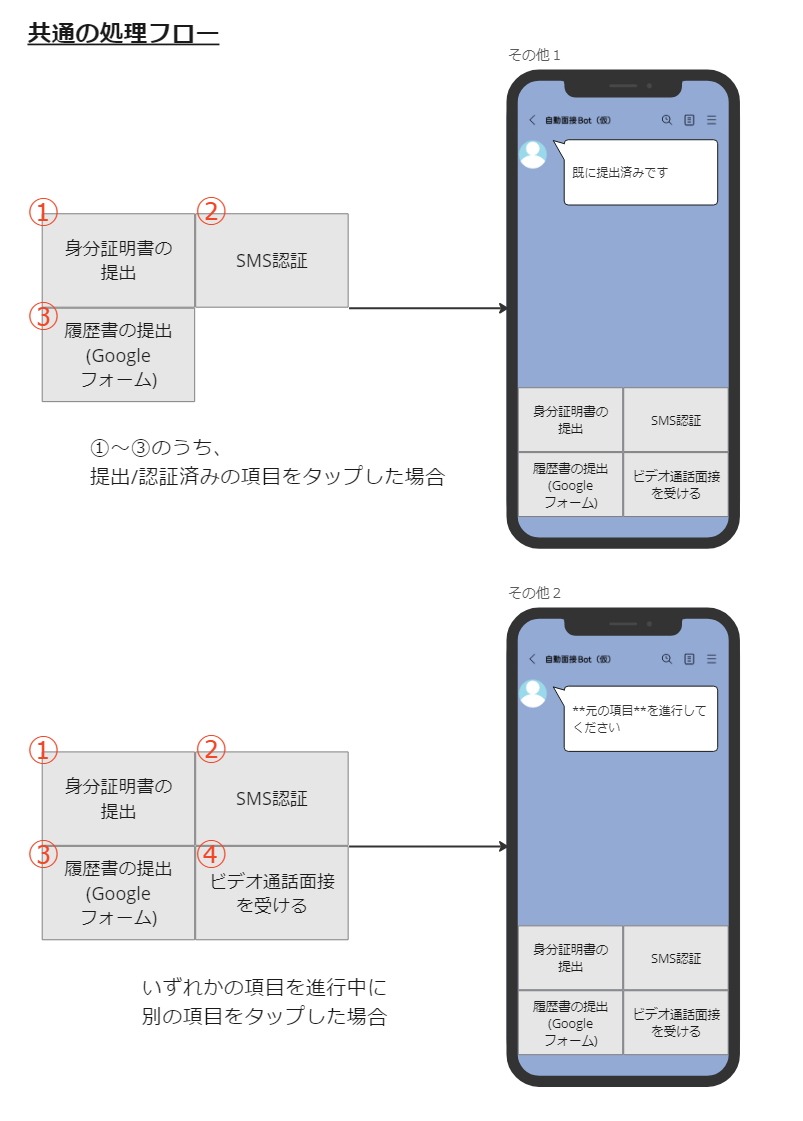 共通の処理フロー
その他１
自動面接Bot（仮）
既に提出済みです
①
身分証明書の
提出
②
SMS認証
③
履歴書の提出
(Google
フォーム)
①～③のうち、
提出/認証済みの項目をタップした場合
身分証明書の
提出
SMS認証
履歴書の提出
(Google
フォーム)
ビデオ通話面接
を受ける
その他２
自動面接Bot（仮）
**元の項目**を進行して
ください
①
身分証明書の
提出
②
SMS認証
③
履歴書の提出
(Google
フォーム)
④
ビデオ通話面接
を受ける
いずれかの項目を進行中に
別の項目をタップした場合
身分証明書の
提出
SMS認証
履歴書の提出
(Google
フォーム)
ビデオ通話面接
を受ける